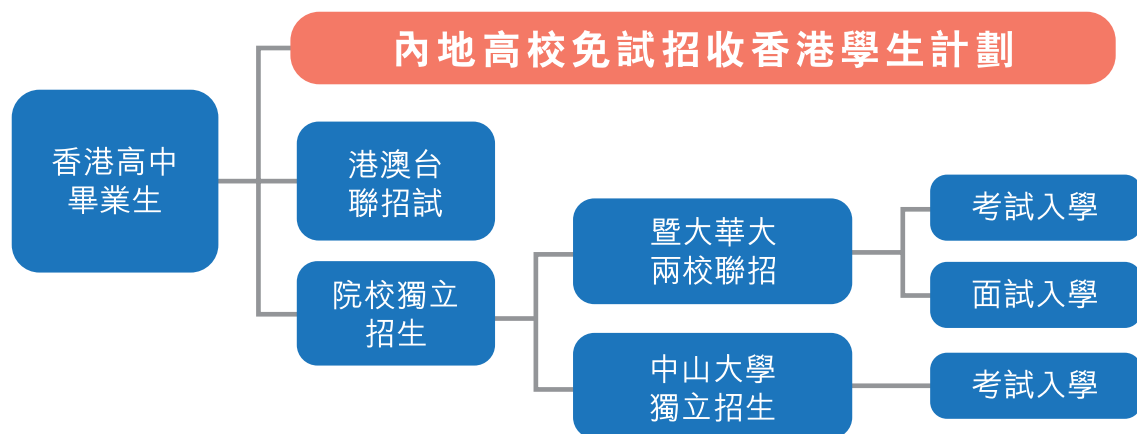 內地高校免試招收香港學生計劃
香港高中
畢業生
港澳台
聯招試
院校獨立
招生
暨大華大
兩校聯招
考試入學
面試入學
中山大學
獨立招生
考試入學